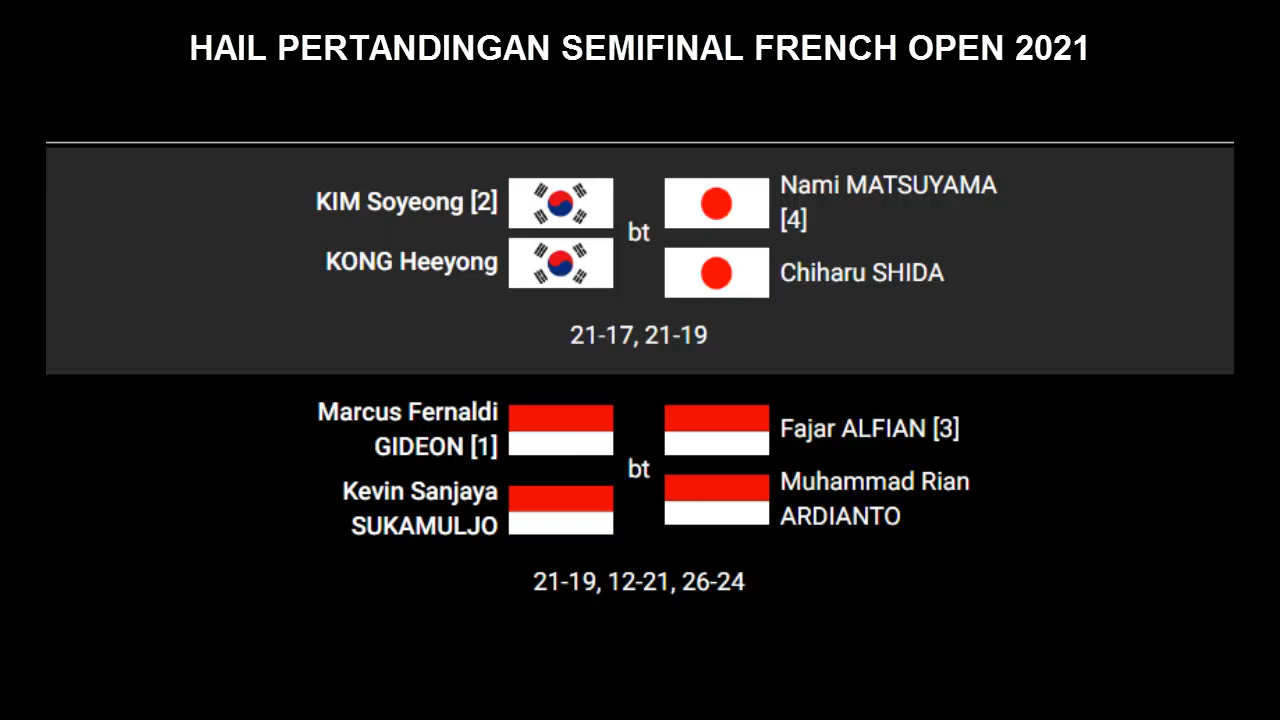 HAIL PERTANDINGAN SEMIFINAL FRENCH OPEN 2021
KIM Soyeong [2]
KONG Heeyong
bt
Nami MATSUYAMA
[4]
Chiharu SHIDA
21-17, 21-19
Marcus Fernaldi
GIDEON [1]
Kevin Sanjaya
SUKAMULJO
bt
Fajar ALFIAN [3]
Muhammad Rian
ARDIANTO
21-19, 12-21, 26-24